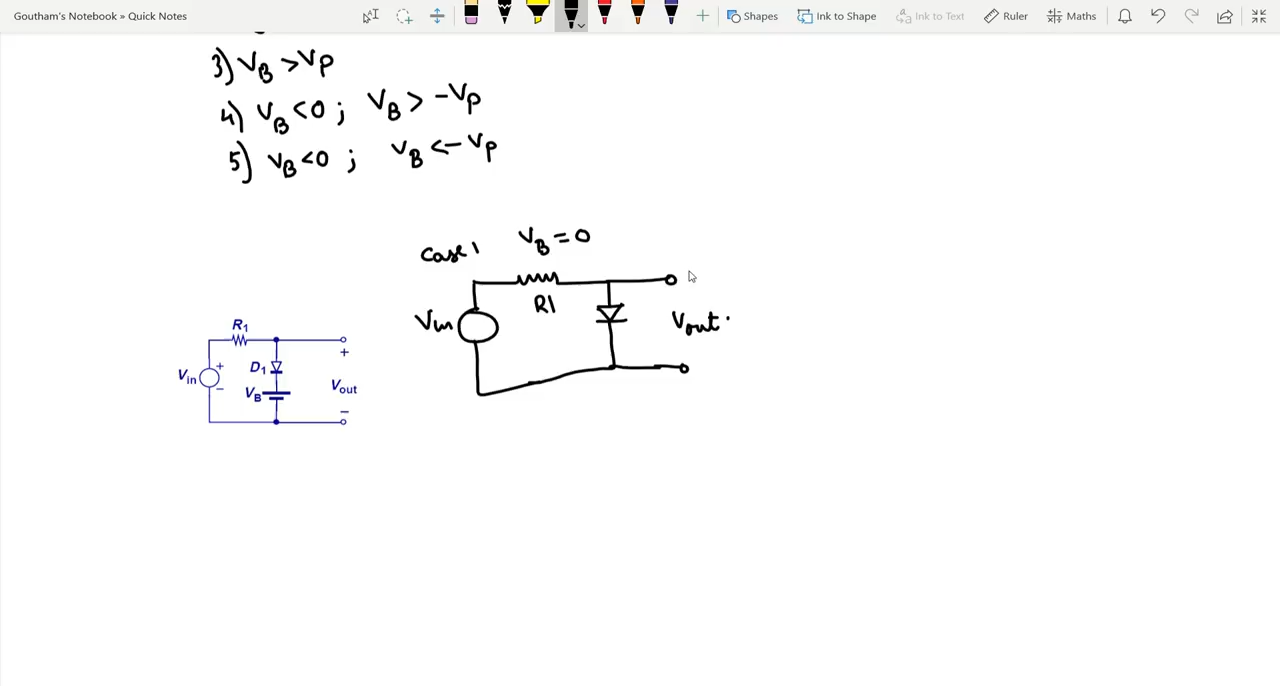 Goutham's Notebook » Quick Notes
Shapes
Ink to Shape
Ink to Text
Ruler
Maths
3) VB > VP
4) VB < 0 ; VB > -VP
5) VB < 0 ; VB < -VP
Case 1 VB = 0
R1
Vin
Vout.
R1
D1
+
+
Vin
-
VB
Vout
-